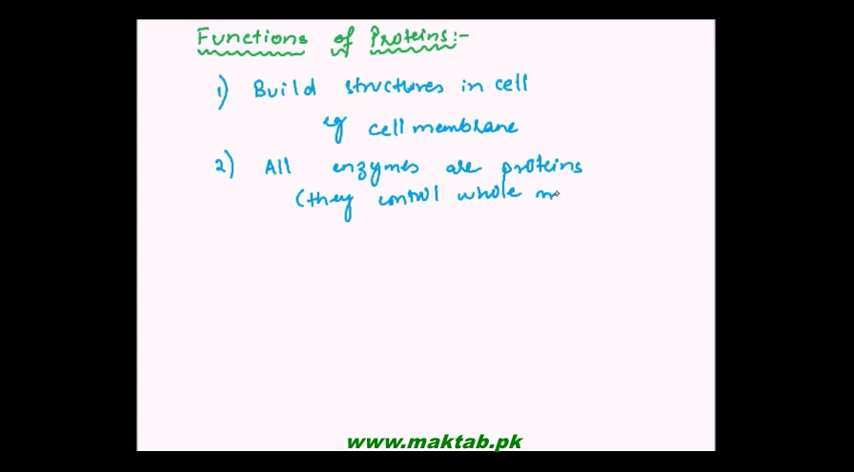 Functions of Proteins:-
1) Build structures in cell
eg cell membrane
2) All enzymes are proteins
(they control whole m
www.maktab.pk